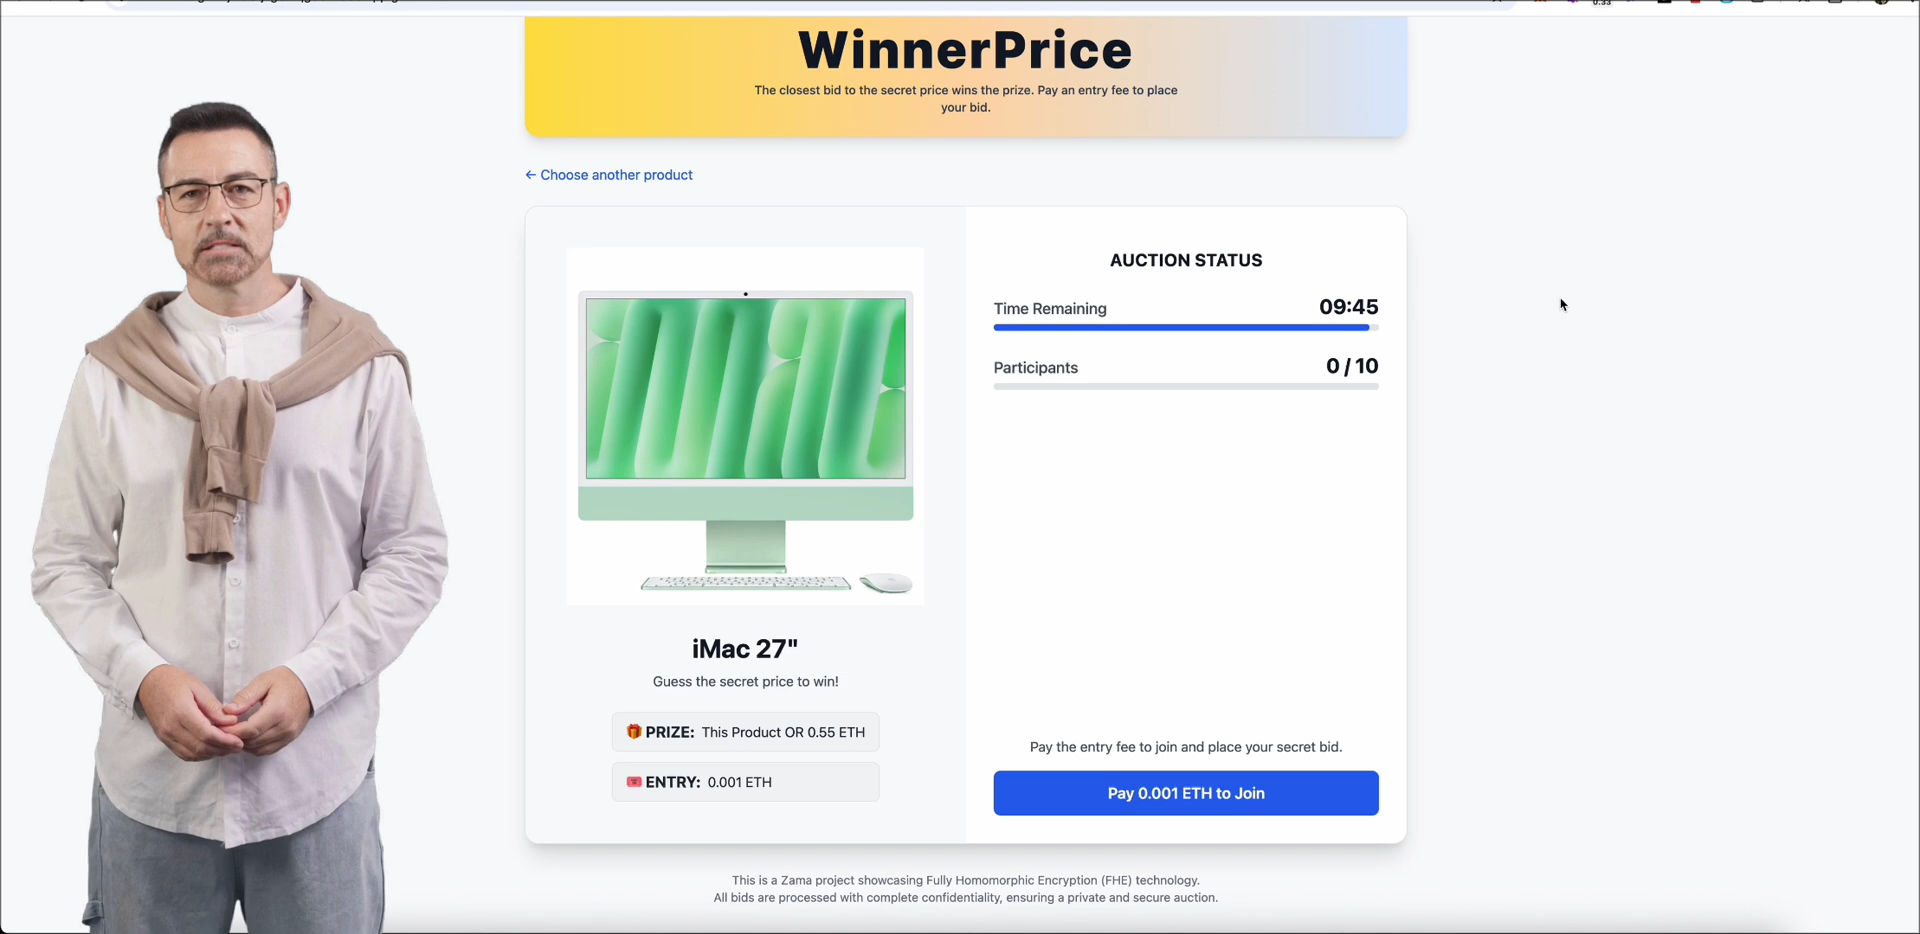 0:33
WinnerPrice
The closest bid to the secret price wins the prize. Pay an entry fee to place
your bid.
← Choose another product
AUCTION STATUS
Time Remaining 09:45
Participants 0 / 10
iMac 27"
Guess the secret price to win!
PRIZE: This Product OR 0.55 ETH
ENTRY: 0.001 ETH
Pay the entry fee to join and place your secret bid.
Pay 0.001 ETH to Join
This is a Zama project showcasing Fully Homomorphic Encryption (FHE) technology.
All bids are processed with complete confidentiality, ensuring a private and secure auction.